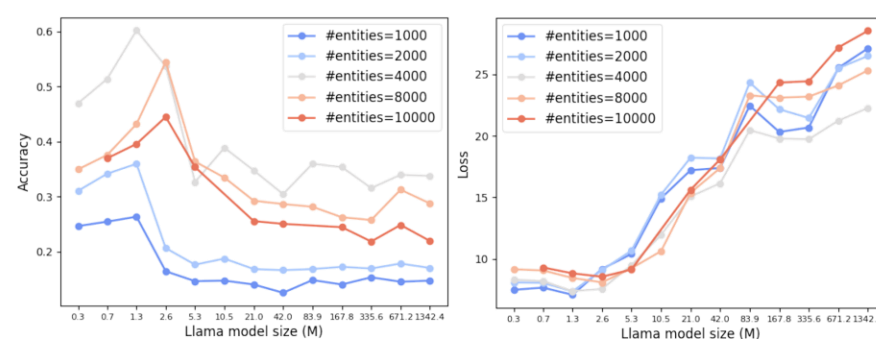 0.6
0.5
0.4
0.3
0.2
Accuracy
#entities=1000
#entities=2000
#entities=4000
#entities=8000
#entities=10000
0.3 0.7 1.3 2.6 5.3 10.5 21.0 42.0 83.9 167.8 335.6 671.2 1342.4
Llama model size (M)
25
20
15
10
Loss
#entities=1000
#entities=2000
#entities=4000
#entities=8000
#entities=10000
0.3 0.7 1.3 2.6 5.3 10.5 21.0 42.0 83.9 167.8 335.6 671.2 1342.
Llama model size (M)